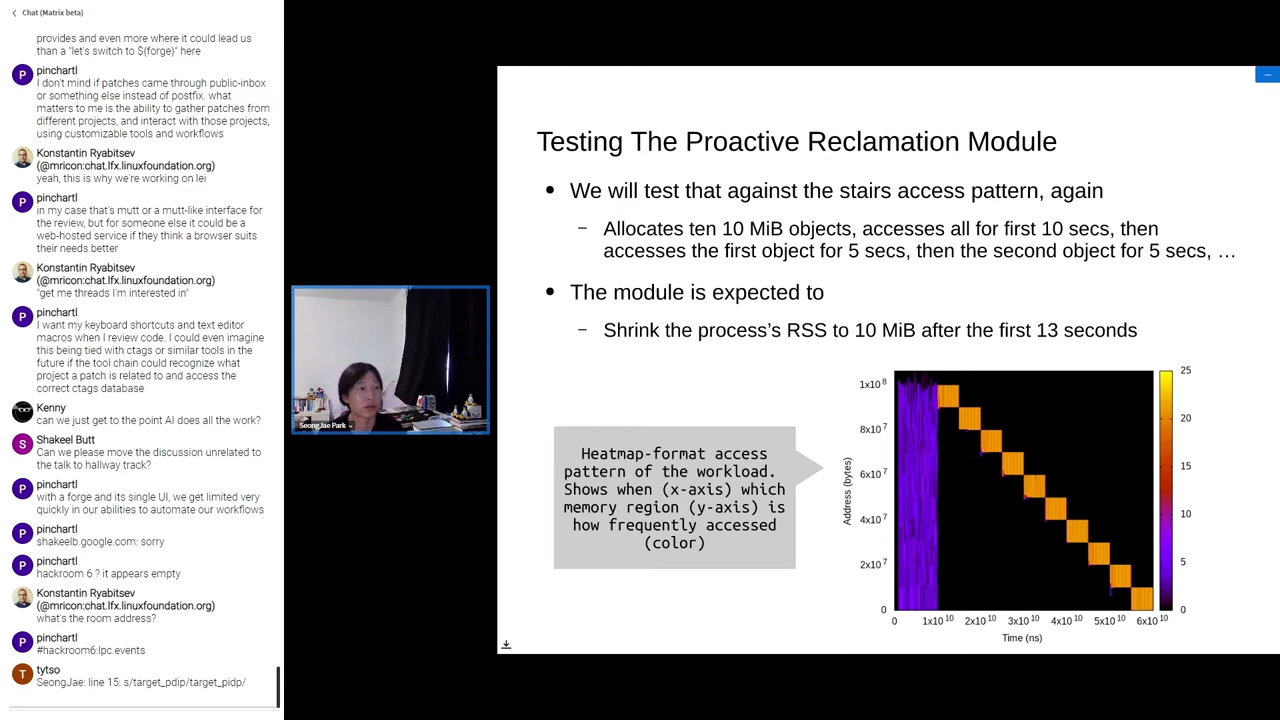 Chat (Matrix beta)
provides and even more where it could lead us
than a "let's switch to ${forge}" here
P
pinchartl
I don't mind if patches came through public-inbox
or something else instead of postfix. what
matters to me is the ability to gather patches from
different projects, and interact with those projects,
using customizable tools and workflows
Konstantin Ryabitsev
(@mricon:chat.lfx.linuxfoundation.org)
yeah, this is why we're working on lei
P
pinchartl
in my case that's mutt or a mutt-like interface for
the review, but for someone else it could be a
web-hosted service if they think a browser suits
their needs better
Konstantin Ryabitsev
(@mricon:chat.lfx.linuxfoundation.org)
"get me threads I'm interested in"
P
pinchartl
I want my keyboard shortcuts and text editor
macros when I review code. I could even imagine
this being tied with ctags or similar tools in the
future if the tool chain could recognize what
project a patch is related to and access the
correct ctags database
Kenny
can we just get to the point AI does all the work?
S
Shakeel Butt
Can we please move the discussion unrelated to
the talk to hallway track?
P
pinchartl
with a forge and its single UI, we get limited very
quickly in our abilities to automate our workflows
P
pinchartl
shakeelb.google.com: sorry
P
pinchartl
hackroom 6 ? it appears empty
Konstantin Ryabitsev
(@mricon:chat.lfx.linuxfoundation.org)
what's the room address?
P
pinchartl
#hackroom6:lpc.events
T
tytso
SeongJae: line 15: s/target_pdip/target_pidp/
SeongJae Park
Testing The Proactive Reclamation Module
• We will test that against the stairs access pattern, again
– Allocates ten 10 MiB objects, accesses all for first 10 secs, then
accesses the first object for 5 secs, then the second object for 5 secs, …
• The module is expected to
– Shrink the process's RSS to 10 MiB after the first 13 seconds
Heatmap-format access
pattern of the workload.
Shows when (x-axis) which
memory region (y-axis) is
how frequently accessed
(color)
Address (bytes)
1x10⁸
8x10⁷
6x10⁷
4x10⁷
2x10⁷
0
0 1x10¹⁰ 2x10¹⁰ 3x10¹⁰ 4x10¹⁰ 5x10¹⁰ 6x10¹⁰
Time (ns)
25
20
15
10
5
0